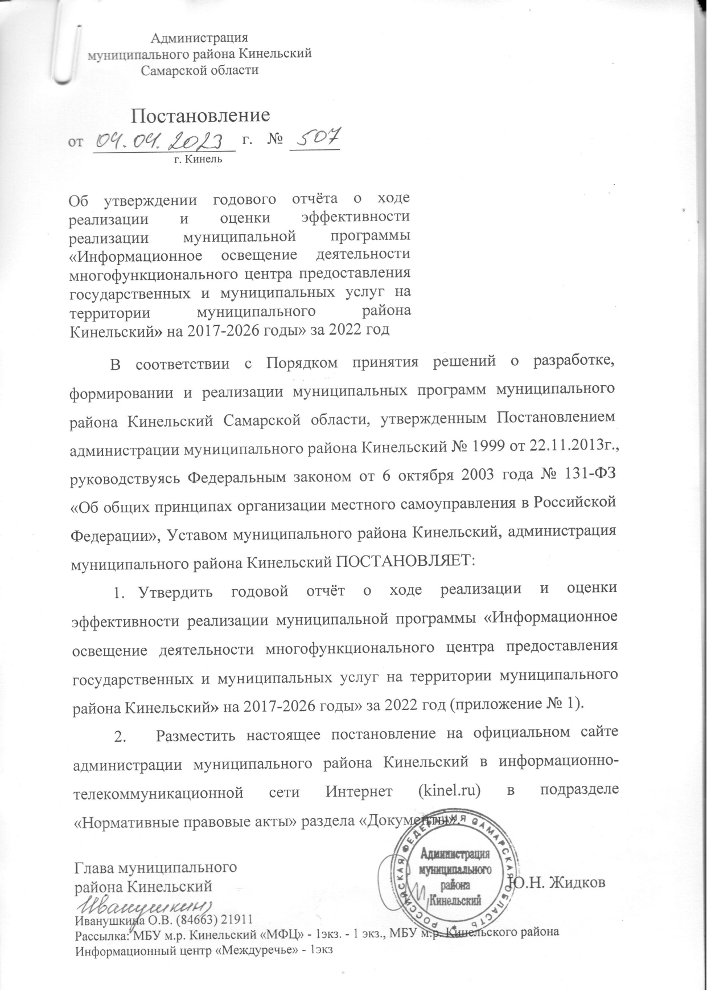 Администрация
муниципального района Кинельский
Самарской области
Постановление
от 04.04.2023 г. № 507
г. Кинель
Об утверждении годового отчёта о ходе
реализации и оценки эффективности
реализации муниципальной программы
«Информационное освещение деятельности
многофункционального центра предоставления
государственных и муниципальных услуг на
территории муниципального района
Кинельский» на 2017-2026 годы» за 2022 год
В соответствии с Порядком принятия решений о разработке,
формировании и реализации муниципальных программ муниципального
района Кинельский Самарской области, утвержденным Постановлением
администрации муниципального района Кинельский № 1999 от 22.11.2013г.,
руководствуясь Федеральным законом от 6 октября 2003 года № 131-ФЗ
«Об общих принципах организации местного самоуправления в Российской
Федерации», Уставом муниципального района Кинельский, администрация
муниципального района Кинельский ПОСТАНОВЛЯЕТ:
1. Утвердить годовой отчёт о ходе реализации и оценки
эффективности реализации муниципальной программы «Информационное
освещение деятельности многофункционального центра предоставления
государственных и муниципальных услуг на территории муниципального
района Кинельский» на 2017-2026 годы» за 2022 год (приложение № 1).
2. Разместить настоящее постановление на официальном сайте
администрации муниципального района Кинельский в информационно-
телекоммуникационной сети Интернет (kinel.ru) в подразделе
«Нормативные правовые акты» раздела «Документы».
РОССИЙСКАЯ ФЕДЕРАЦИЯ САМАРСКАЯ ОБЛАСТЬ
Администрация
муниципального
района
Кинельский
Глава муниципального
района Кинельский Ю.Н. Жидков
Иванушкина
Иванушкина О.В. (84663) 21911
Рассылка: МБУ м.р. Кинельский «МФЦ» - 1экз. - 1 экз., МБУ м.р. Кинельского района
Информационный центр «Междуречье» - 1экз